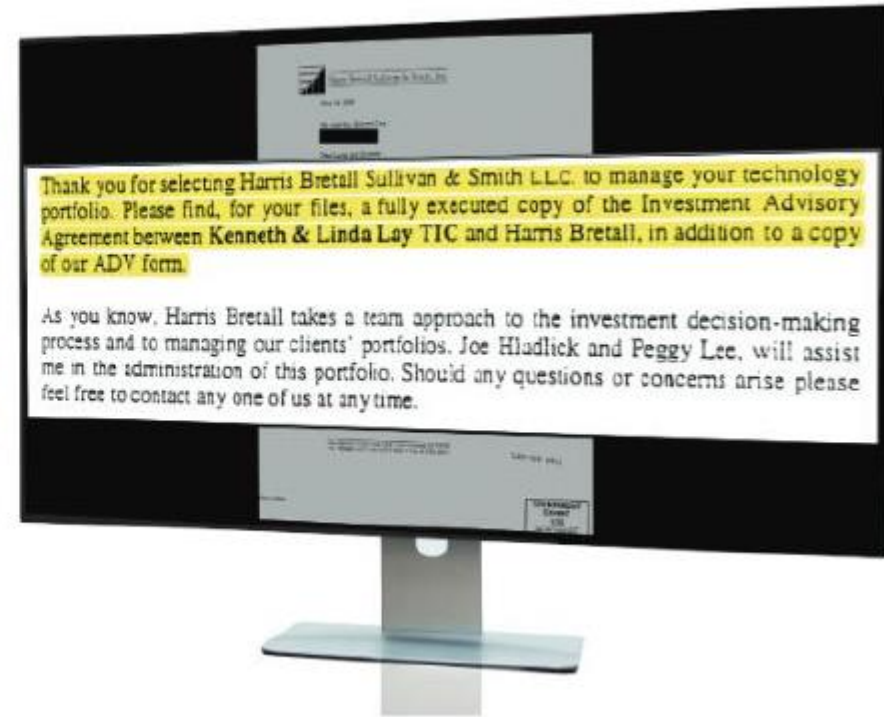 Thank you for selecting Harris Bretall Sullivan & Smith LLC. to manage your technology
portfolio. Please find, for your files, a fully executed copy of the Investment Advisory
Agreement between Kenneth & Linda Lay TIC and Harris Bretall, in addition to a copy
of our ADV form.
As you know, Harris Bretall takes a team approach to the investment decision-making
process and to managing our clients' portfolios. Joe Hladlick and Peggy Lee, will assist
me in the administration of this portfolio. Should any questions or concerns arise please
feel free to contact any one of us at any time.
GOVERNMENT
EXHIBIT